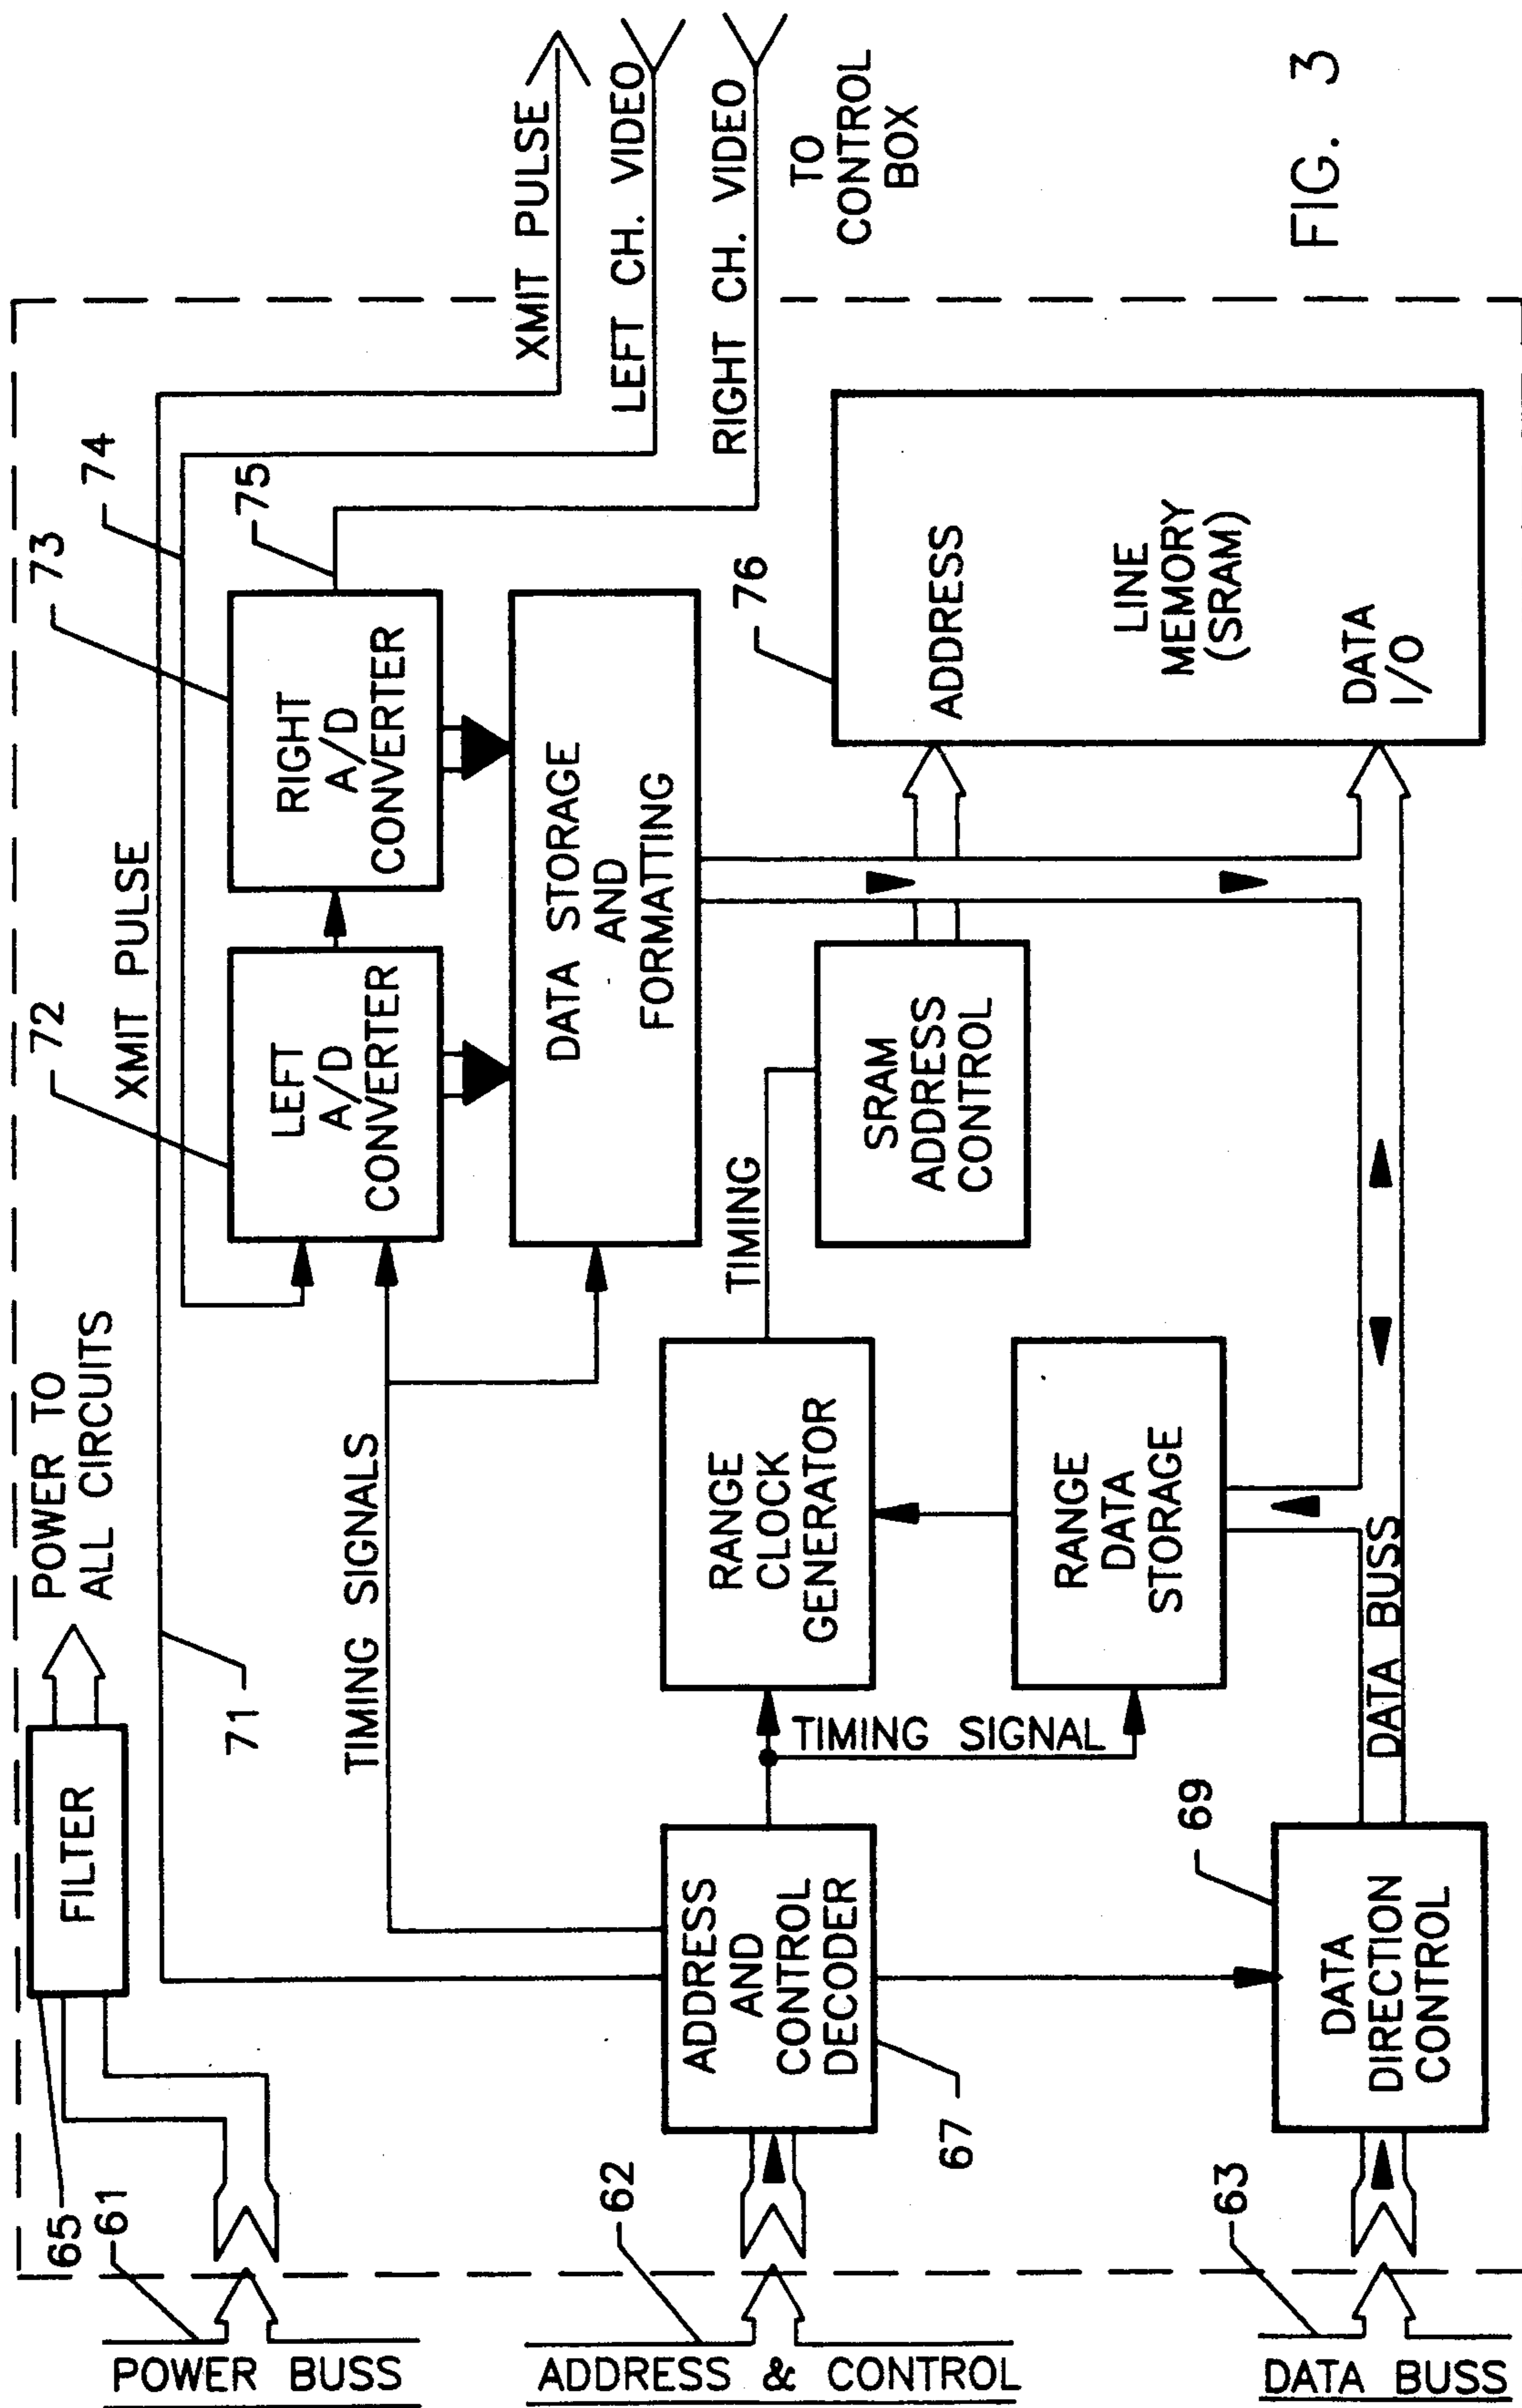 POWER BUSS
61
65
FILTER
POWER TO
ALL CIRCUITS
71
XMIT PULSE
72
73
74
75
XMIT PULSE
LEFT CH. VIDEO
RIGHT CH. VIDEO
TO
CONTROL
BOX
LEFT
A/D
CONVERTER
RIGHT
A/D
CONVERTER
TIMING SIGNALS
DATA STORAGE
AND
FORMATTING
ADDRESS & CONTROL
62
ADDRESS
AND
CONTROL
DECODER
67
TIMING SIGNAL
RANGE
CLOCK
GENERATOR
TIMING
SRAM
ADDRESS
CONTROL
76
ADDRESS
LINE
MEMORY
(SRAM)
DATA
I/O
RANGE
DATA
STORAGE
DATA BUSS
63
69
DATA
DIRECTION
CONTROL
DATA BUSS
FIG. 3